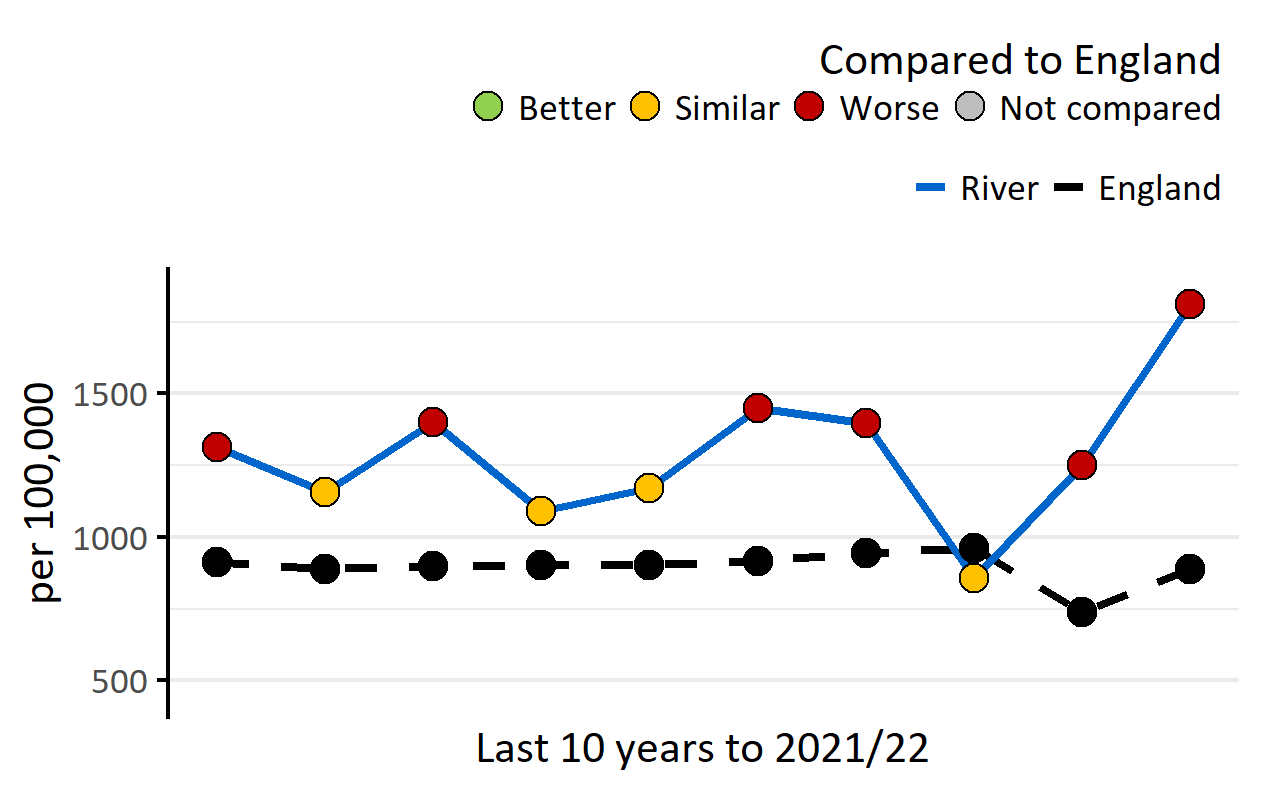 Compared to England
Better Similar Worse Not compared
River England
per 100,000
1500
1000
500
Last 10 years to 2021/22